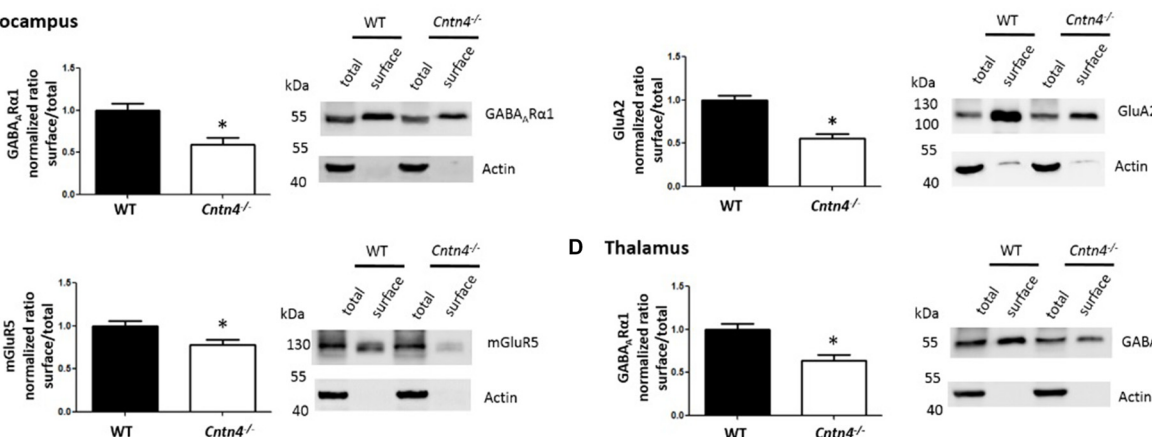 ocampus
WT Cntn4-/-
total surface total surface
kDa
GABAARα1
normalized ratio
surface/total
1.5
1.0
0.5
0.0
*
WT Cntn4-/-
55 GABAARα1
55
40 Actin
WT Cntn4-/-
total surface total surface
kDa
GluA2
normalized ratio
surface/total
1.5
1.0
0.5
0.0
*
WT Cntn4-/-
130
100 GluA2
55
40 Actin
WT Cntn4-/-
total surface total surface
kDa
mGluR5
normalized ratio
surface/total
1.5
1.0
0.5
0.0
*
WT Cntn4-/-
130 mGluR5
55
40 Actin
D Thalamus
WT Cntn4-/-
total surface total surface
kDa
GABAARα1
normalized ratio
surface/total
1.5
1.0
0.5
0.0
*
WT Cntn4-/-
55 GABA
55
40 Actin